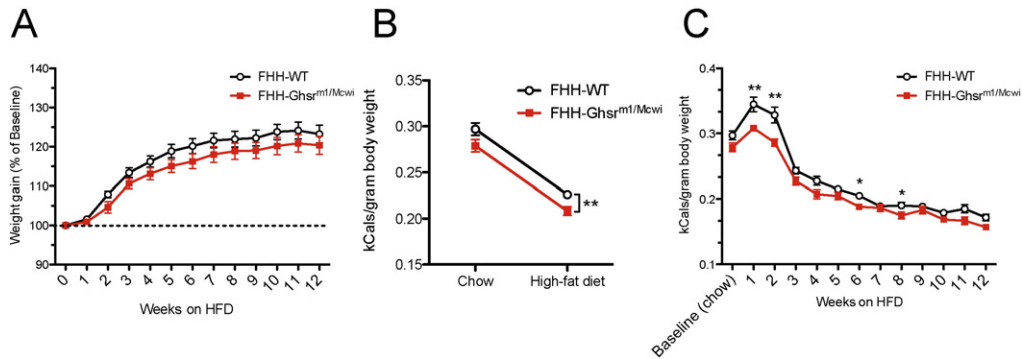 A
Weight gain (% of Baseline)
140
130
120
110
100
90
FHH-WT
FHH-Ghsr^m1/Mcwi
0 1 2 3 4 5 6 7 8 9 10 11 12
Weeks on HFD
B
kCals/gram body weight
0.35
0.30
0.25
0.20
0.15
FHH-WT
FHH-Ghsr^m1/Mcwi
**
Chow High-fat diet
C
kCals/gram body weight
0.4
0.3
0.2
0.1
FHH-WT
FHH-Ghsr^m1/Mcwi
** **
* *
Baseline (chow) 1 2 3 4 5 6 7 8 9 10 11 12
Weeks on HFD